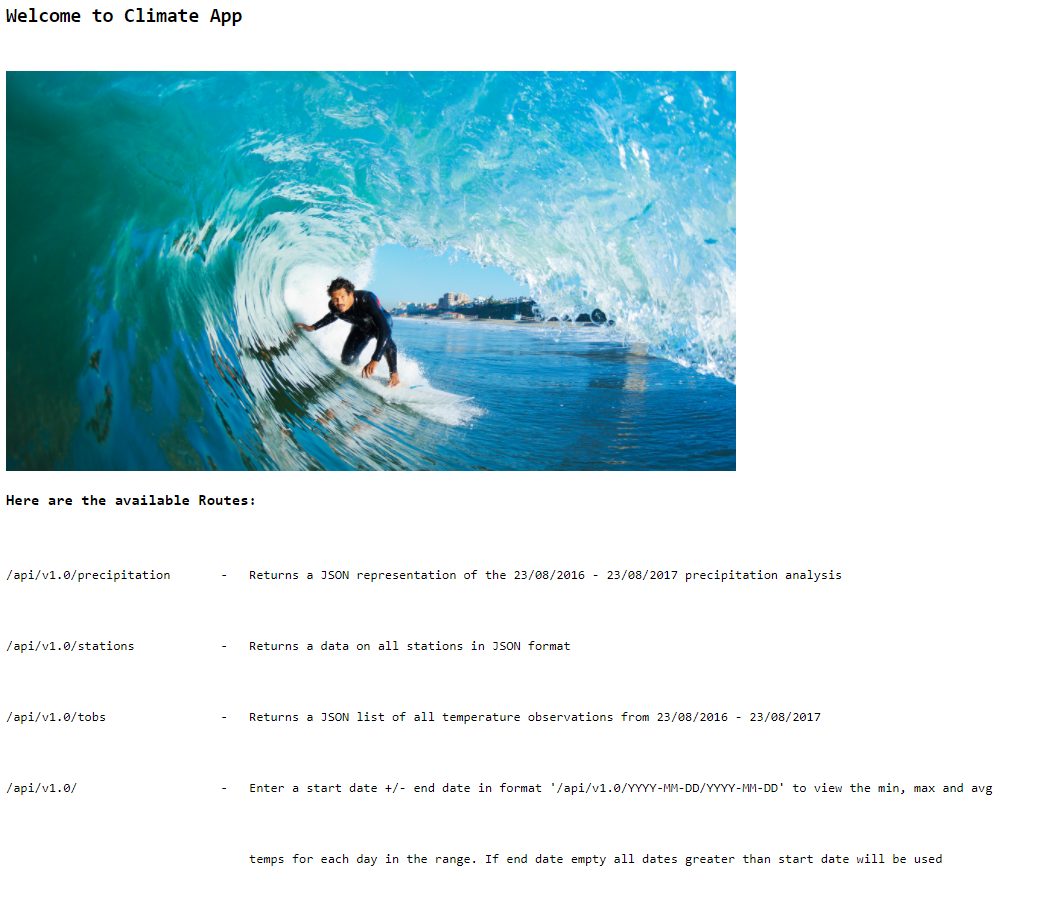 Welcome to Climate App
Here are the available Routes:
/api/v1.0/precipitation - Returns a JSON representation of the 23/08/2016 - 23/08/2017 precipitation analysis
/api/v1.0/stations - Returns a data on all stations in JSON format
/api/v1.0/tobs - Returns a JSON list of all temperature observations from 23/08/2016 - 23/08/2017
/api/v1.0/ - Enter a start date +/- end date in format '/api/v1.0/YYYY-MM-DD/YYYY-MM-DD' to view the min, max and avg
temps for each day in the range. If end date empty all dates greater than start date will be used